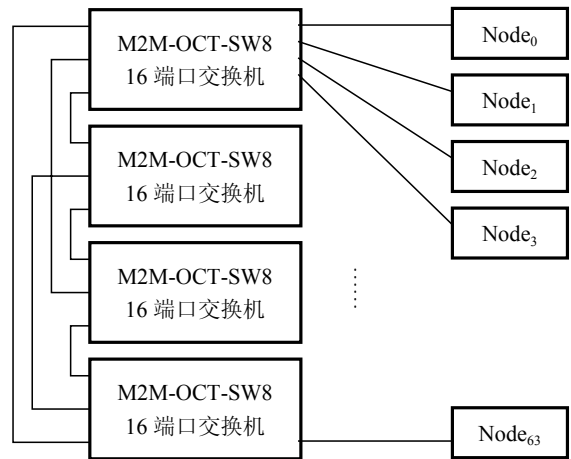 M2M-OCT-SW8
16 端口交换机
M2M-OCT-SW8
16 端口交换机
M2M-OCT-SW8
16 端口交换机
M2M-OCT-SW8
16 端口交换机
Node₀
Node₁
Node₂
Node₃
Node₆₃